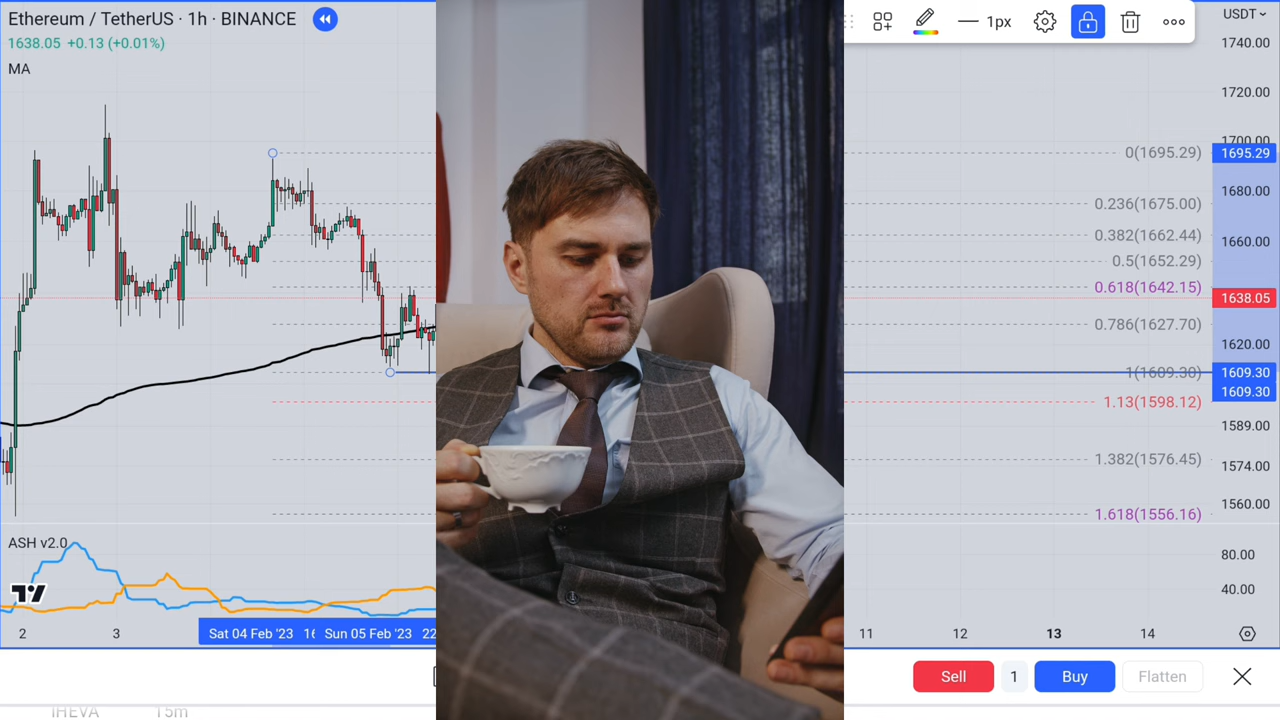 Ethereum / TetherUS · 1h · BINANCE
1638.05 +0.13 (+0.01%)
MA
1px
USDT
1740.00
1720.00
1700.00
0(1695.29)
1695.29
1680.00
0.236(1675.00)
0.382(1662.44)
1660.00
0.5(1652.29)
0.618(1642.15)
1638.05
0.786(1627.70)
1620.00
1(1609.30)
1609.30
1609.30
1.13(1598.12)
1589.00
1.382(1576.45)
1574.00
1560.00
1.618(1556.16)
ASH v2.0
80.00
40.00
2 3 Sat 04 Feb '23 16 Sun 05 Feb '23 22 11 12 13 14
Sell 1 Buy Flatten
15m